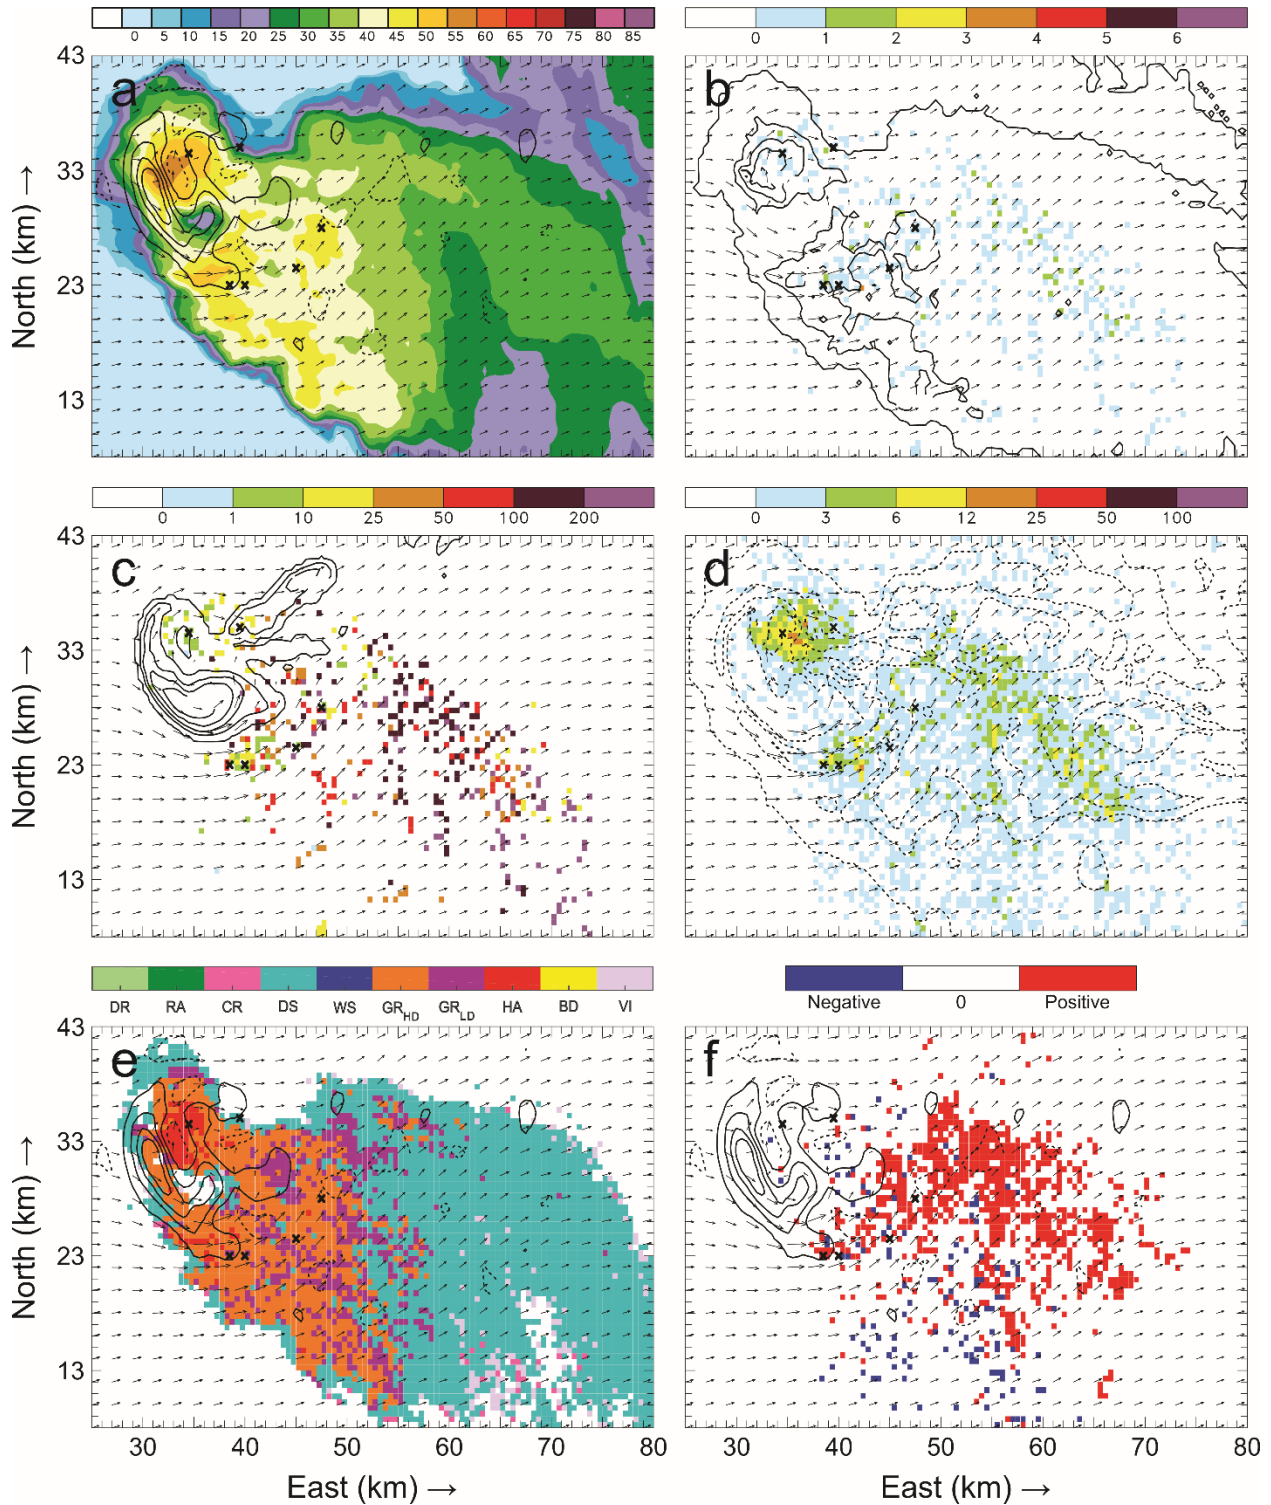 0 5 10 15 20 25 35 40 45 50 55 60 65 70 75 80 85
0 1 2 3 4 5 6
43
33
23
13
North (km) →
a
b
0 1 10 25 50 100 200
0 3 6 12 25 50 100
43
33
23
13
North (km) →
c
d
DR RA CR DS WS GR_HD GR_LD HA BD VI
Negative 0 Positive
43
33
23
13
North (km) →
e
f
30 40 50 60 70 80
30 40 50 60 70 80
East (km) →
East (km) →